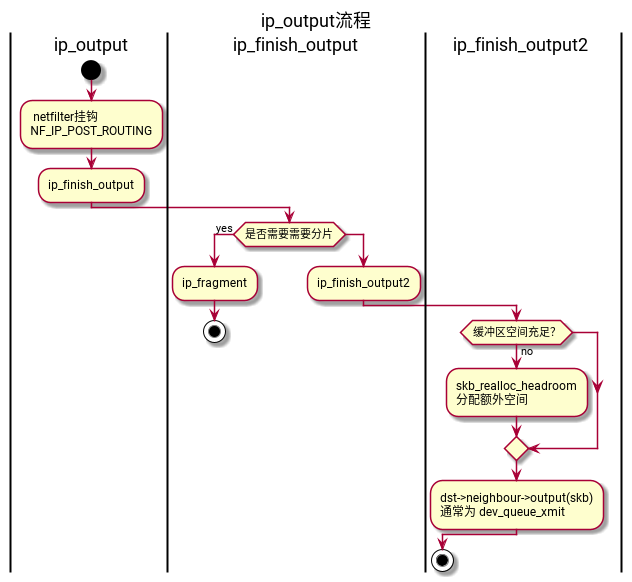 ip_output流程
ip_output
ip_finish_output
ip_finish_output2
netfilter挂钩
NF_IP_POST_ROUTING
ip_finish_output
是否需要需要分片
yes
ip_fragment
ip_finish_output2
缓冲区空间充足？
no
skb_realloc_headroom
分配额外空间
dst->neighbour->output(skb)
通常为 dev_queue_xmit